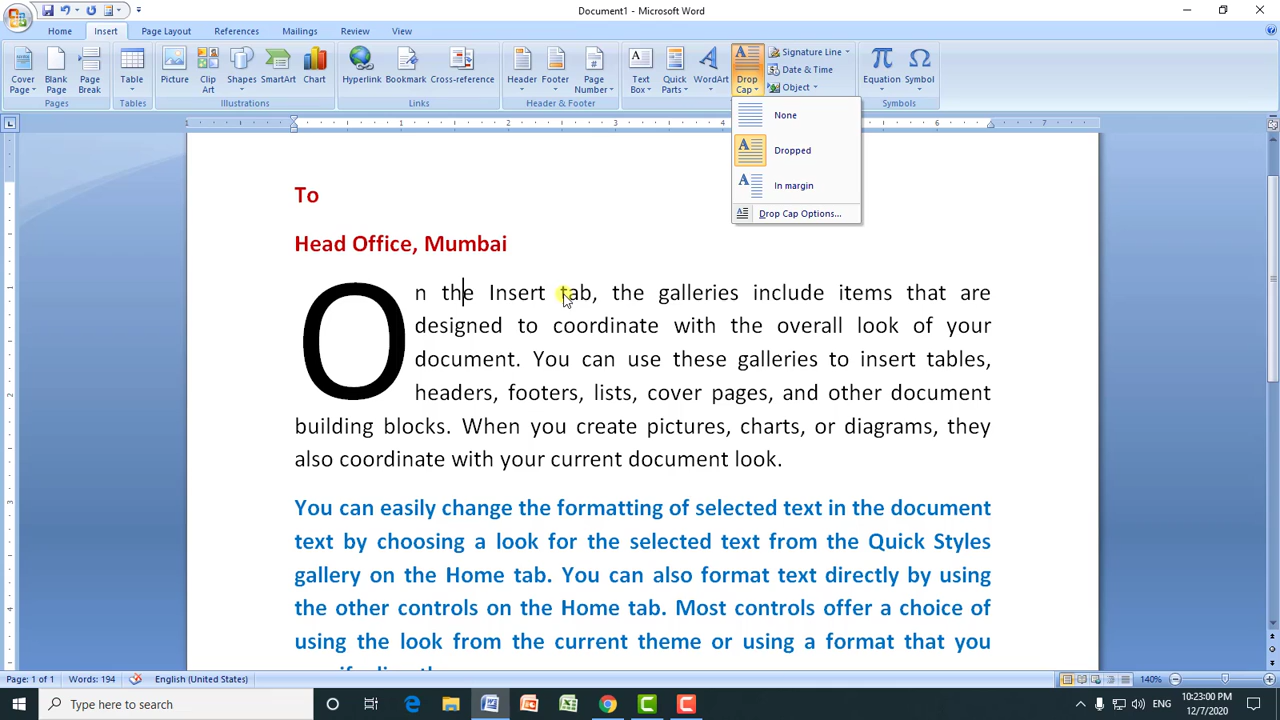 Document1 - Microsoft Word
Home Insert Page Layout References Mailings Review View
Cover Page Blank Page Page Break Table Picture Clip Art Shapes SmartArt Chart Hyperlink Bookmark Cross-reference Header Footer Page Number Text Box Quick Parts WordArt Drop Cap Signature Line Date & Time Object Equation Symbol
Pages Tables Illustrations Links Header & Footer Symbols
None
Dropped
In margin
Drop Cap Options...
1 1 2 3 4 6 7
To
Head Office, Mumbai
On the Insert tab, the galleries include items that are
designed to coordinate with the overall look of your
document. You can use these galleries to insert tables,
headers, footers, lists, cover pages, and other document
building blocks. When you create pictures, charts, or diagrams, they
also coordinate with your current document look.
You can easily change the formatting of selected text in the document
text by choosing a look for the selected text from the Quick Styles
gallery on the Home tab. You can also format text directly by using
the other controls on the Home tab. Most controls offer a choice of
using the look from the current theme or using a format that you
Page: 1 of 1 Words: 194 English (United States) 140%
Type here to search
ENG
10:23:00 PM
12/7/2020